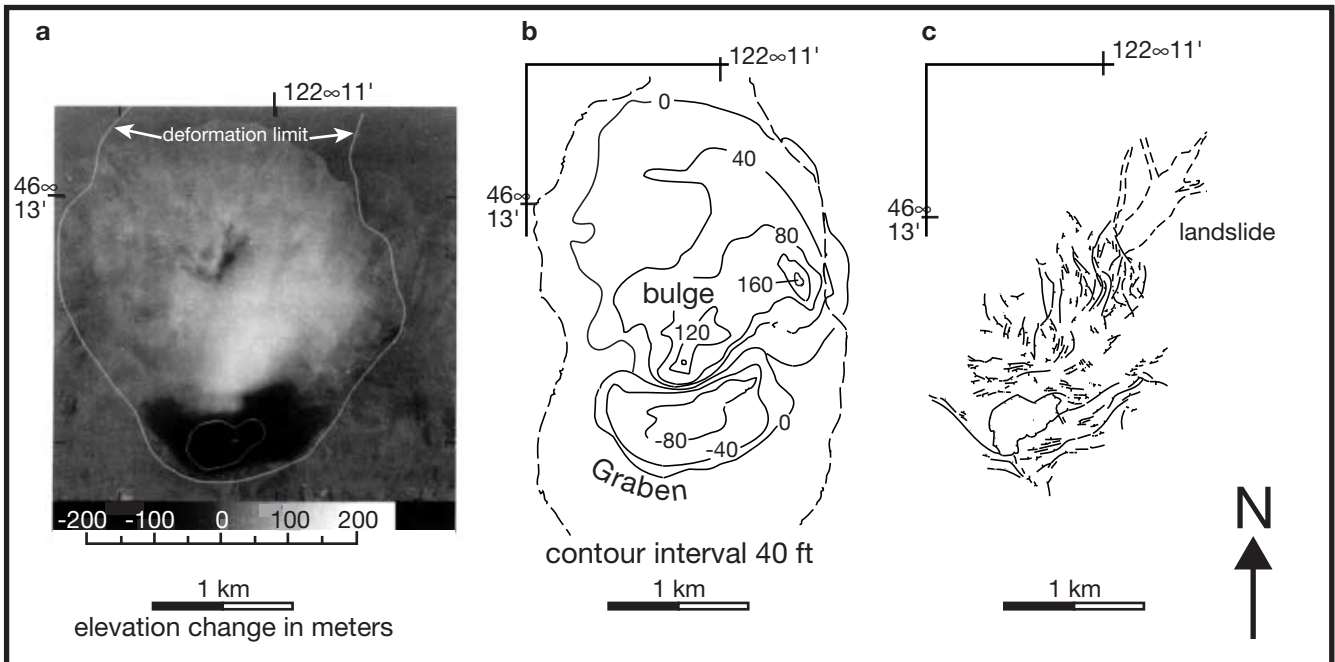 a
122∞11'
deformation limit
46∞
13'
-200 -100 0 100 200
1 km
elevation change in meters
b
122∞11'
0
40
46∞
13'
80
bulge
160
120
-80
-40
0
Graben
contour interval 40 ft
1 km
c
122∞11'
46∞
13'
landslide
N
1 km